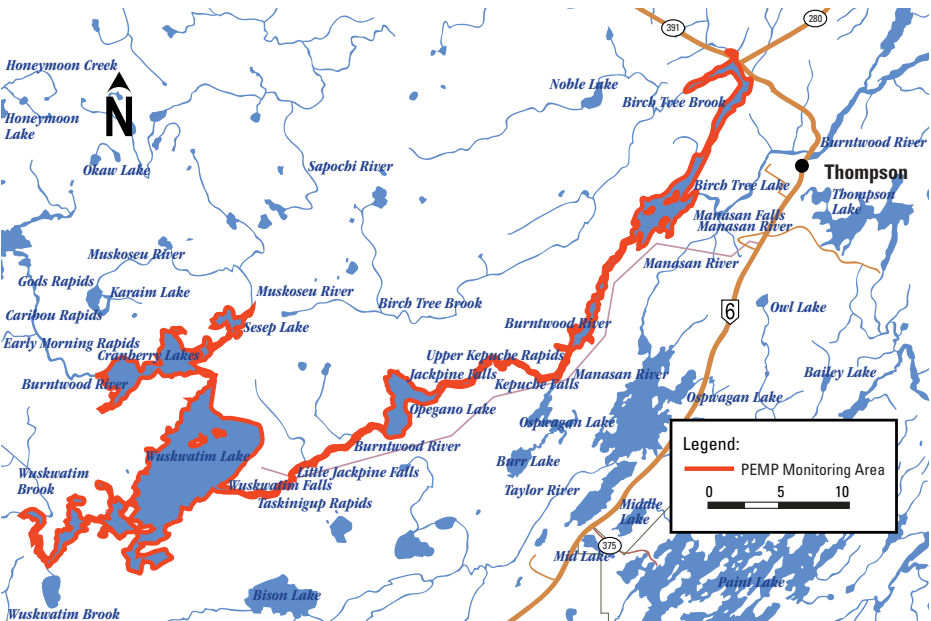 391
280
Honeymoon Creek
Noble Lake
Birch Tree Brook
N
Honeymoon
Lake
Burntwood River
Okaw Lake
Sapochi River
Thompson
Birch Tree Lake
Thompson
Lake
Manasan Falls
Manasan River
Muskoseu River
Manasan River
Gods Rapids
Karaim Lake
Muskoseu River
Birch Tree Brook
Owl Lake
6
Caribou Rapids
Sesep Lake
Burntwood River
Early Morning Rapids
Cranberry Lakes
Upper Kepuche Rapids
Jackpine Falls
Manasan River
Bailey Lake
Burntwood River
Kepuche Falls
Ospwagan Lake
Opegano Lake
Ospwagan Lake
Burntwood River
Wuskwatim Lake
Burr Lake
Legend:
PEMP Monitoring Area
0 5 10
Wuskwatim
Brook
Little Jackpine Falls
Wuskwatim Falls
Taskinigup Rapids
Taylor River
Middle
Lake
375
Mid Lake
Paint Lake
Bison Lake
Wuskwatim Brook